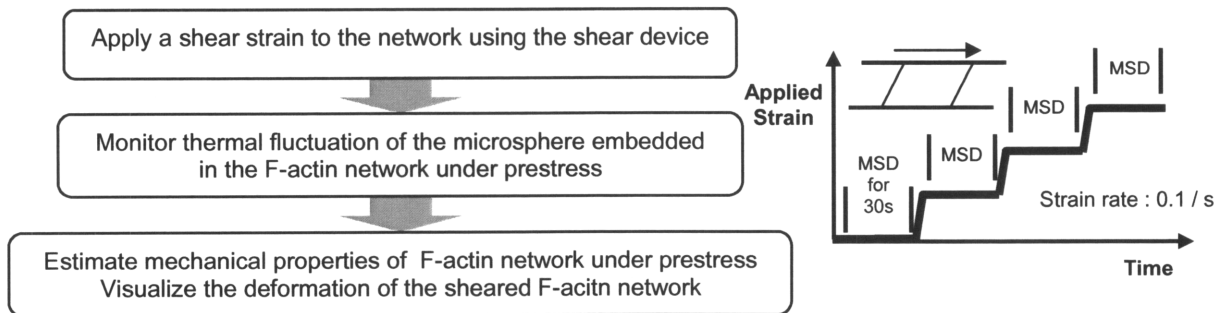 Apply a shear strain to the network using the shear device
Monitor thermal fluctuation of the microsphere embedded
in the F-actin network under prestress
Estimate mechanical properties of F-actin network under prestress
Visualize the deformation of the sheared F-acitn network
Applied
Strain
MSD
for
30s
MSD
MSD
MSD
Strain rate : 0.1 / s
Time